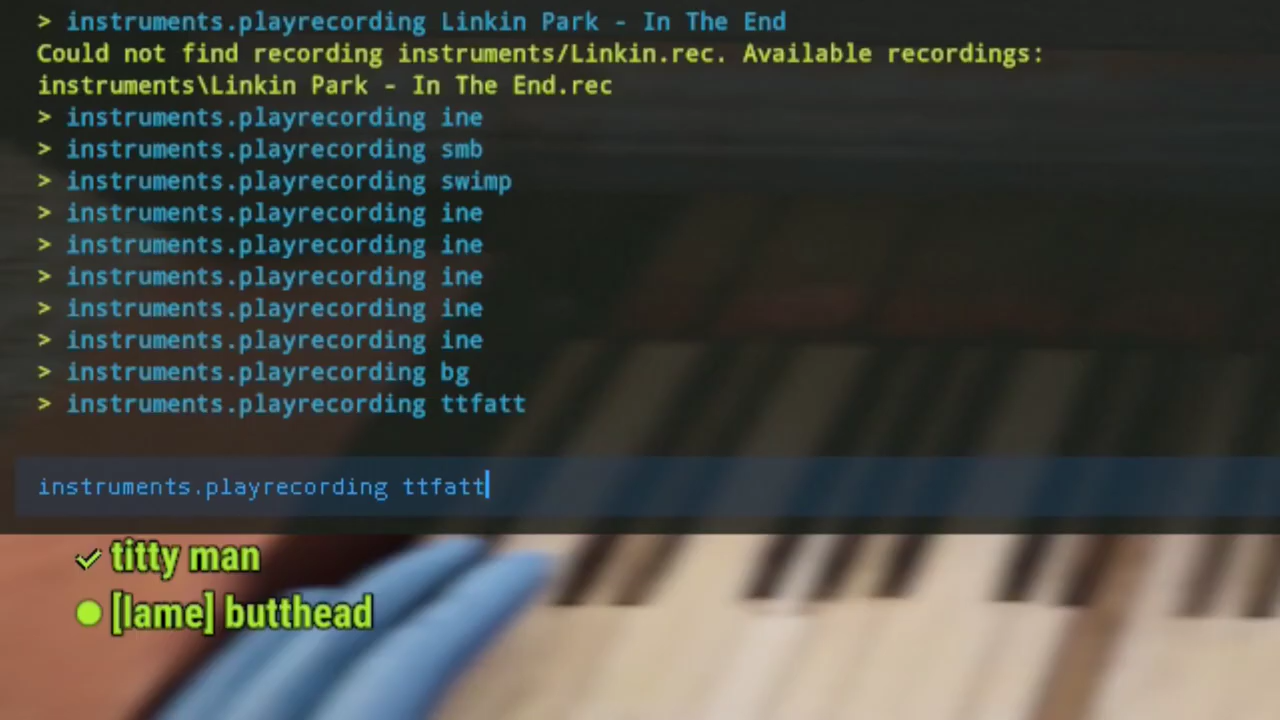 > instruments.playrecording Linkin Park - In The End
Could not find recording instruments/Linkin.rec. Available recordings:
instruments\Linkin Park - In The End.rec
> instruments.playrecording ine
> instruments.playrecording smb
> instruments.playrecording swimp
> instruments.playrecording ine
> instruments.playrecording ine
> instruments.playrecording ine
> instruments.playrecording ine
> instruments.playrecording ine
> instruments.playrecording bg
> instruments.playrecording ttfatt
instruments.playrecording ttfatt
titty man
[lame] butthead